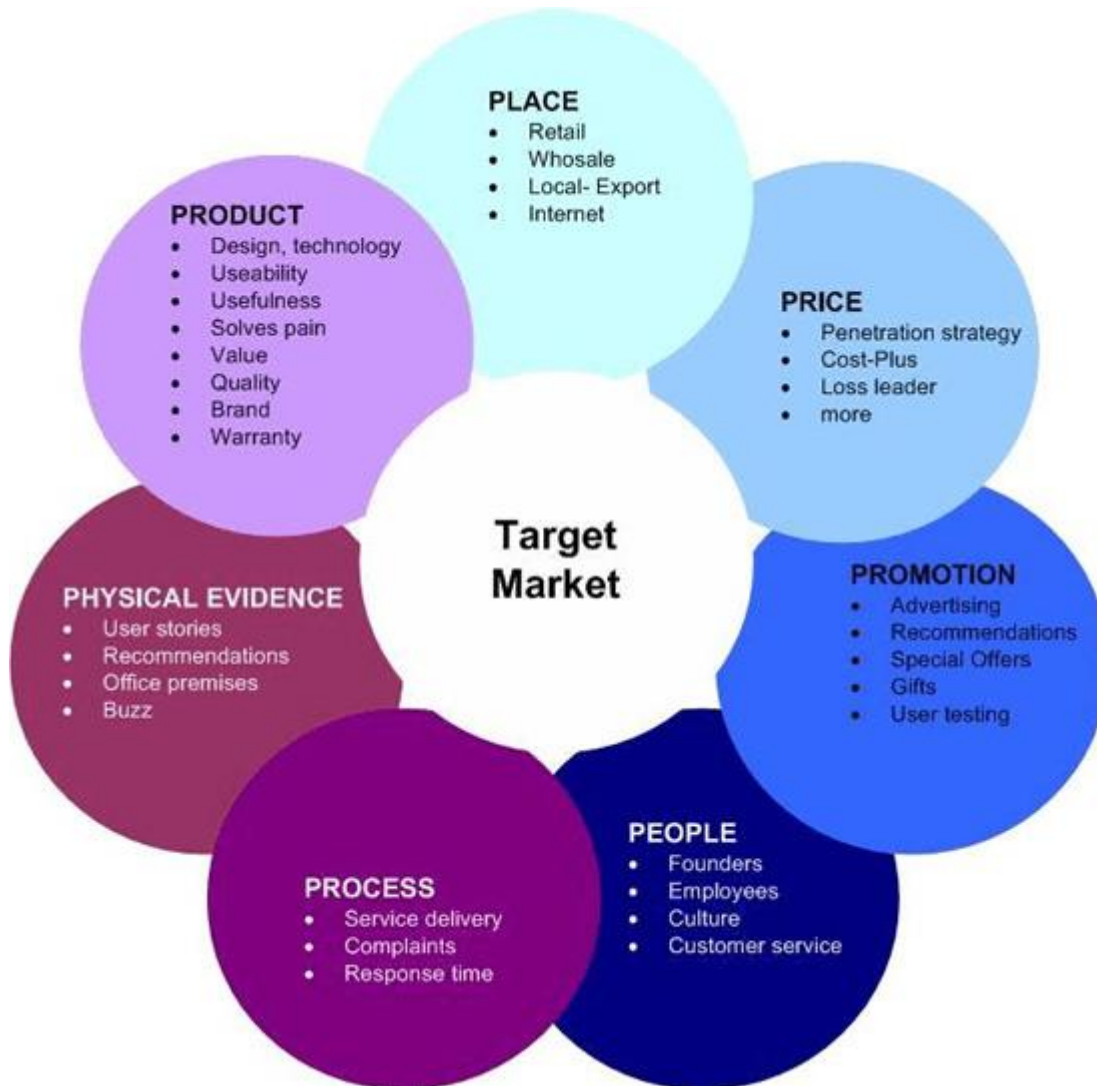 PLACE
• Retail
• Whosale
• Local- Export
• Internet
PRICE
• Penetration strategy
• Cost-Plus
• Loss leader
• more
PROMOTION
• Advertising
• Recommendations
• Special Offers
• Gifts
• User testing
PEOPLE
• Founders
• Employees
• Culture
• Customer service
PROCESS
• Service delivery
• Complaints
• Response time
PHYSICAL EVIDENCE
• User stories
• Recommendations
• Office premises
• Buzz
PRODUCT
• Design, technology
• Useability
• Usefulness
• Solves pain
• Value
• Quality
• Brand
• Warranty
Target
Market